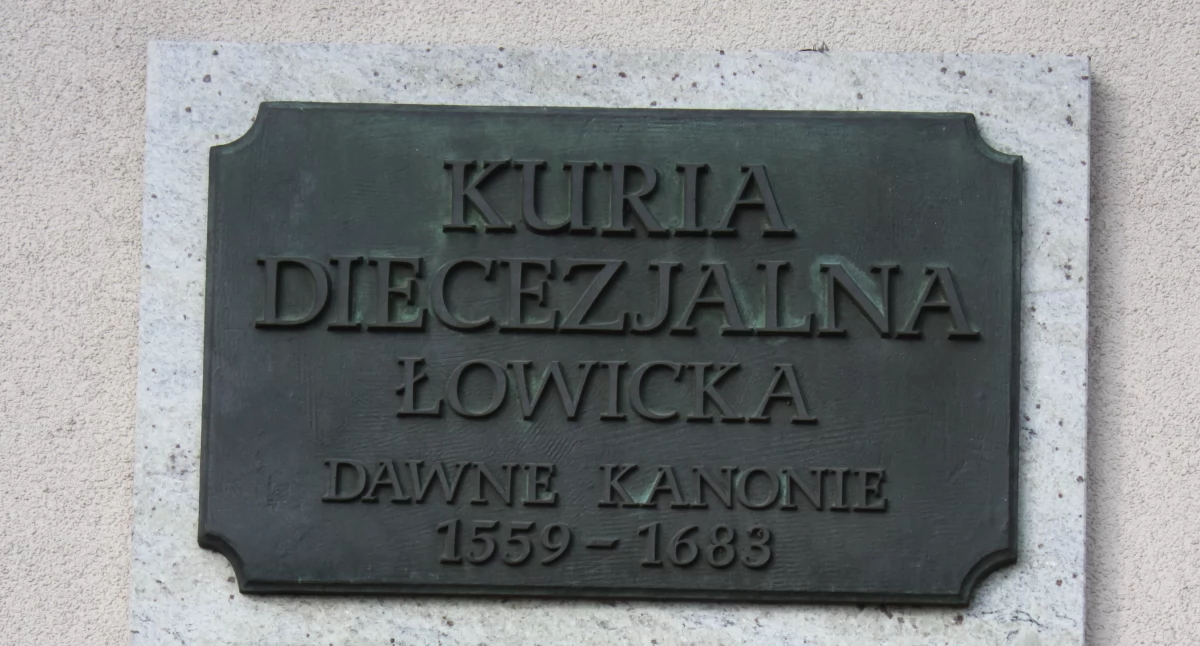 KURIA
DIECEZJALNA
ŁOWICKA
DAWNE KANONIE
1559 – 1683